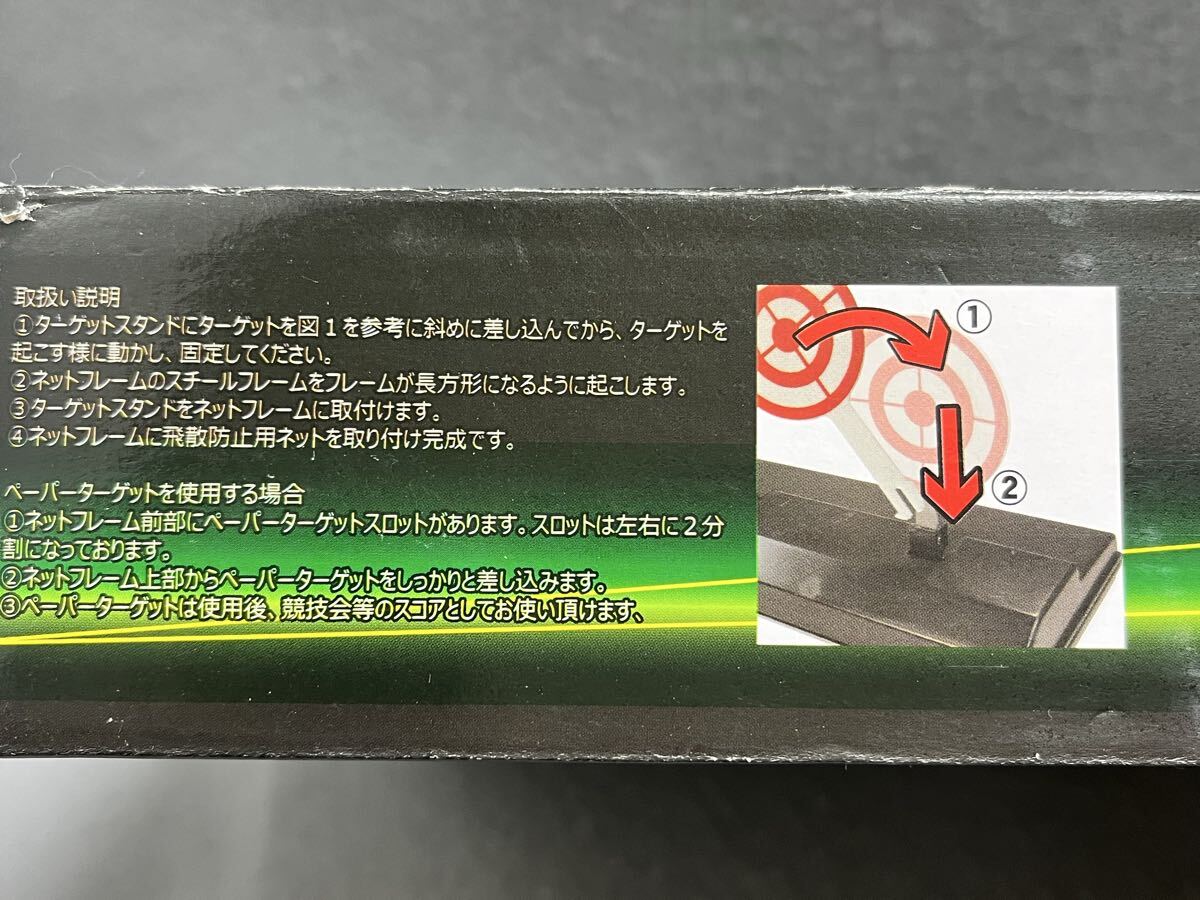 取扱い説明
①ターゲットスタンドにターゲットを図１を参考に斜めに差し込んでから、ターゲットを
起こす様に動かし、固定してください。
②ネットフレームのスチールフレームをフレームが長方形になるように起こします。
③ターゲットスタンドをネットフレームに取付けます。
④ネットフレームに飛散防止用ネットを取り付け完成です。
ペーパーターゲットを使用する場合
①ネットフレーム前部にペーパーターゲットスロットがあります。スロットは左右に２分
割になっております。
②ネットフレーム上部からペーパーターゲットをしっかりと差し込みます。
③ペーパーターゲットは使用後、競技会等のスコアとしてお使い頂けます、
①
②